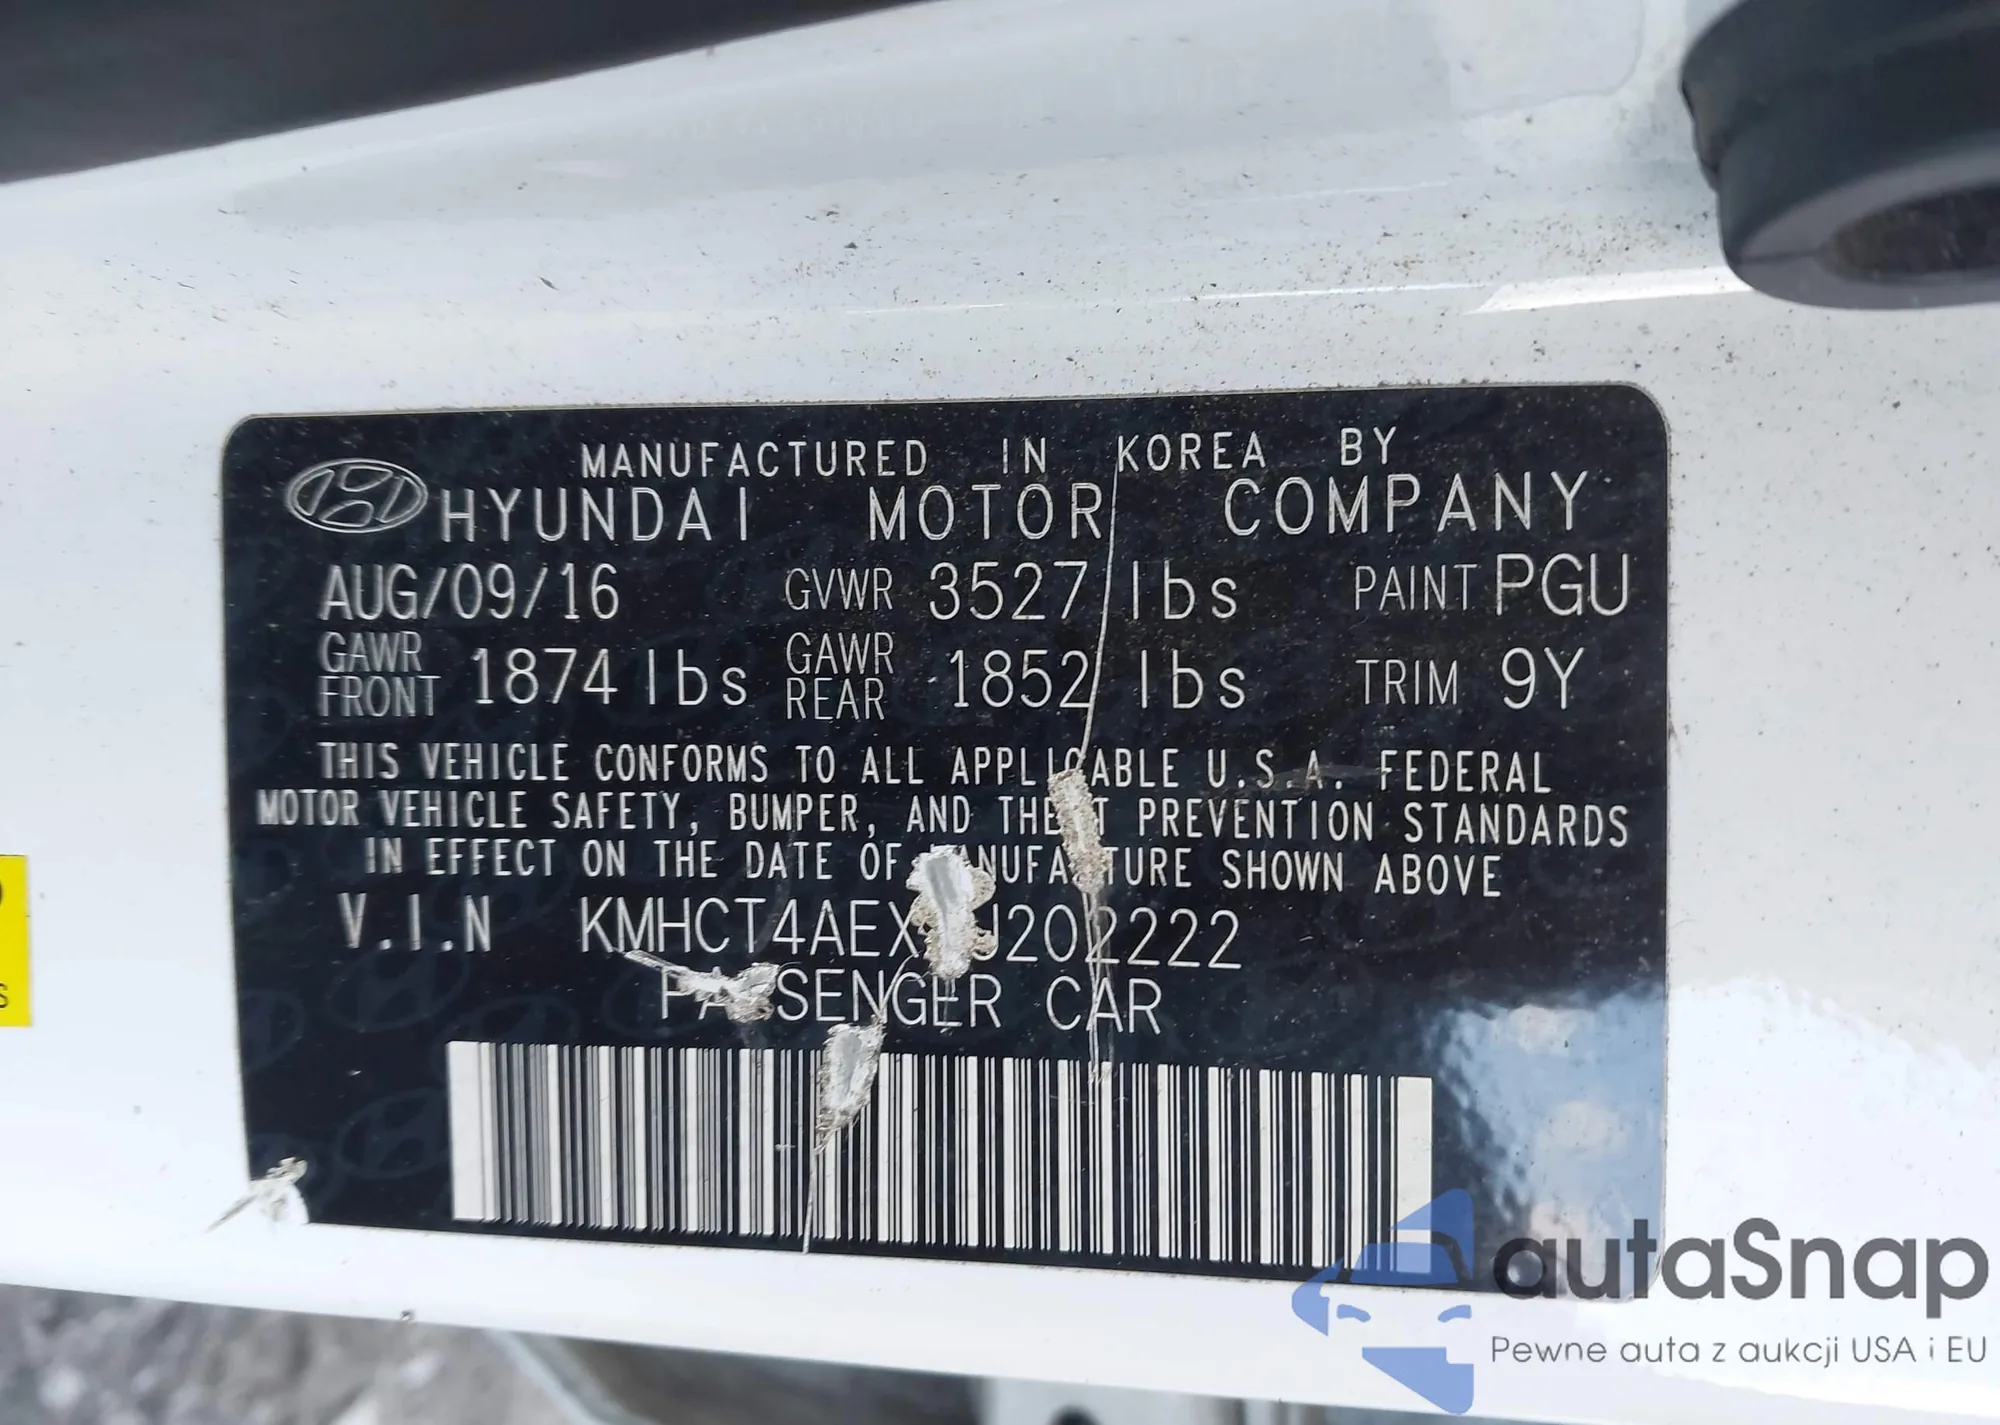 MANUFACTURED IN KOREA BY
HYUNDAI MOTOR COMPANY
AUG/09/16 GVWR 3527 lbs PAINT PGU
GAWR FRONT 1874 lbs GAWR REAR 1852 lbs TRIM 9Y
THIS VEHICLE CONFORMS TO ALL APPLICABLE U.S.A. FEDERAL
MOTOR VEHICLE SAFETY, BUMPER, AND THEFT PREVENTION STANDARDS
IN EFFECT ON THE DATE OF MANUFACTURE SHOWN ABOVE
V.I.N
PASSENGER CAR
autaSnap
Pewne auta z aukcji USA i EU